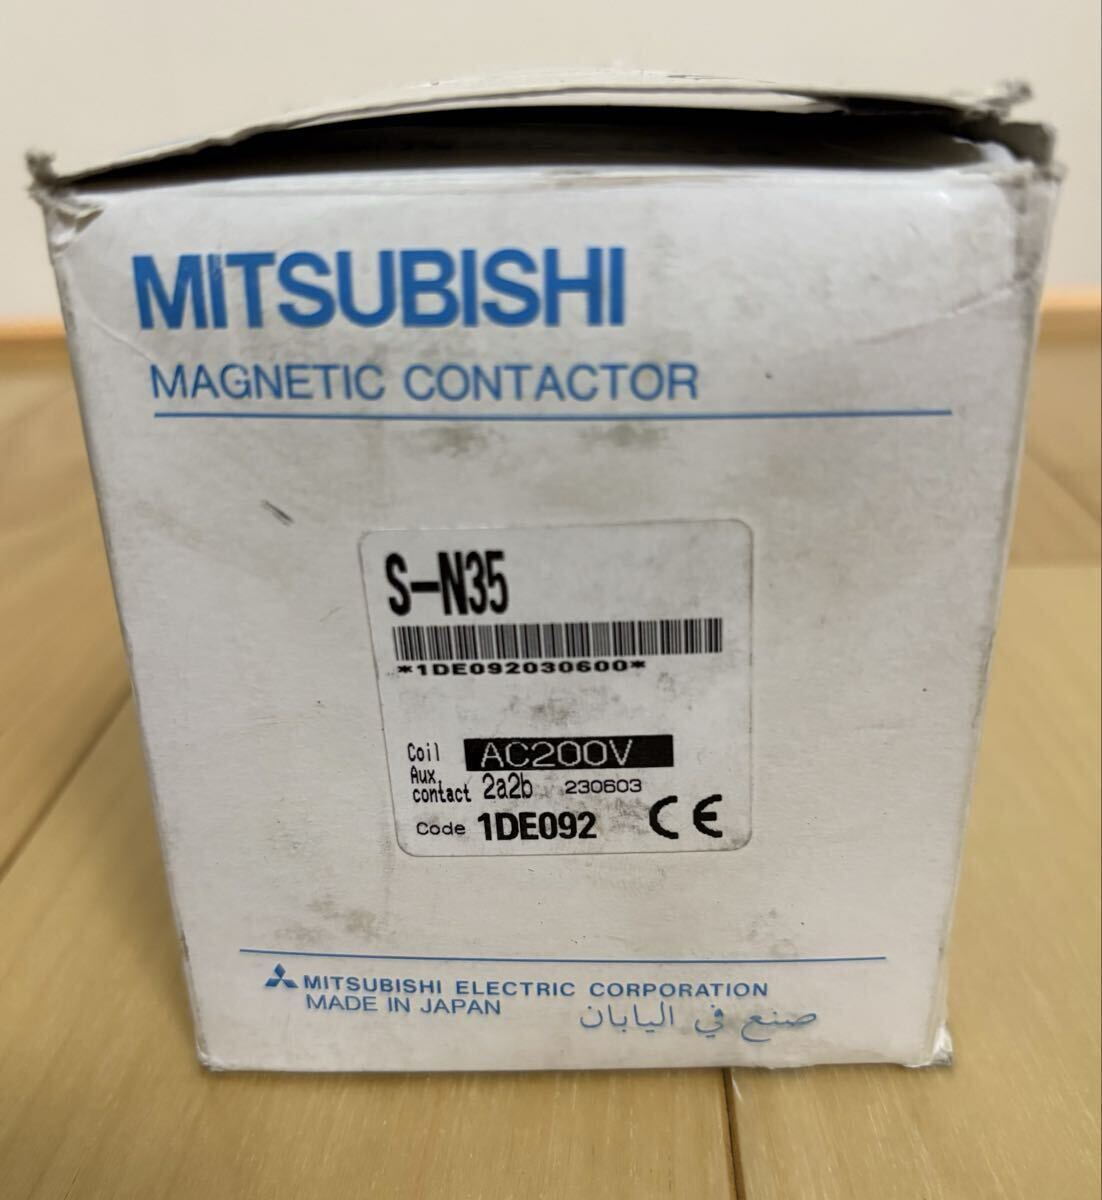 MITSUBISHI
MAGNETIC CONTACTOR
S-N35
*1DE092030600*
Coil AC200V
Aux. contact 2a2b 230603
Code 1DE092 CE
MITSUBISHI ELECTRIC CORPORATION
MADE IN JAPAN صنع في اليابان